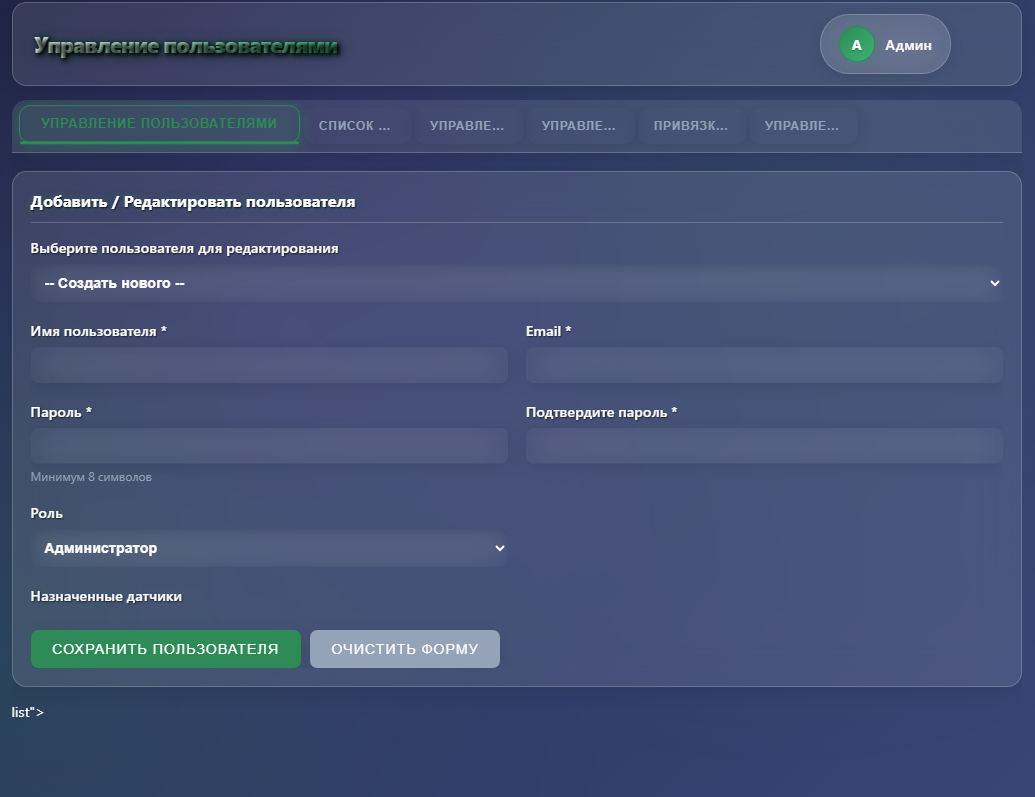 Управление пользователями
А Админ
УПРАВЛЕНИЕ ПОЛЬЗОВАТЕЛЯМИ СПИСОК ... УПРАВЛЕ... УПРАВЛЕ... ПРИВЯЗК... УПРАВЛЕ...
Добавить / Редактировать пользователя
Выберите пользователя для редактирования
-- Создать нового --
Имя пользователя * Email *
Пароль * Подтвердите пароль *
Минимум 8 символов
Роль
Администратор
Назначенные датчики
СОХРАНИТЬ ПОЛЬЗОВАТЕЛЯ ОЧИСТИТЬ ФОРМУ
list">